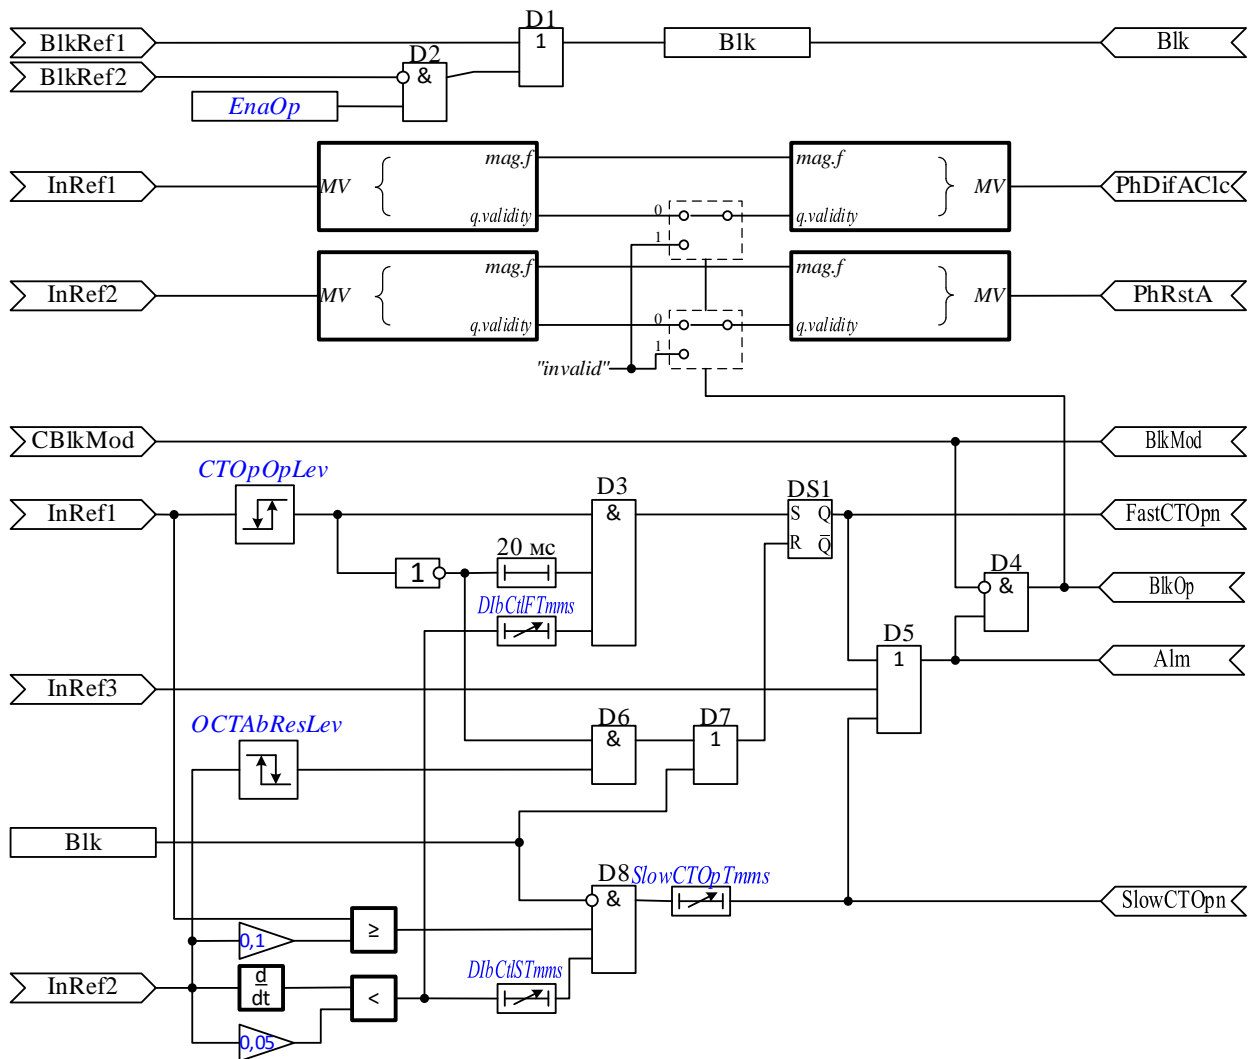 D1
BlkRef1
1
Blk
Blk
D2
BlkRef2
&
EnaOp
mag.f
mag.f
InRef1
MV
MV
PhDifAClc
q.validity
0
q.validity
1
mag.f
mag.f
InRef2
MV
MV
PhRstA
q.validity
0
q.validity
1
"invalid"
CBlkMod
BlkMod
CTOpOpLev
D3
DS1
InRef1
&
S Q
FastCTOpn
R Q
20 мс
D4
1
&
BlkOp
DIbCtlFTmms
D5
1
Alm
InRef3
OCTAbResLev
D6
D7
&
1
Blk
D8
SlowCTOpTmms
&
SlowCTOpn
≥
0,1
DIbCtlSTmms
InRef2
d
dt
<
0,05